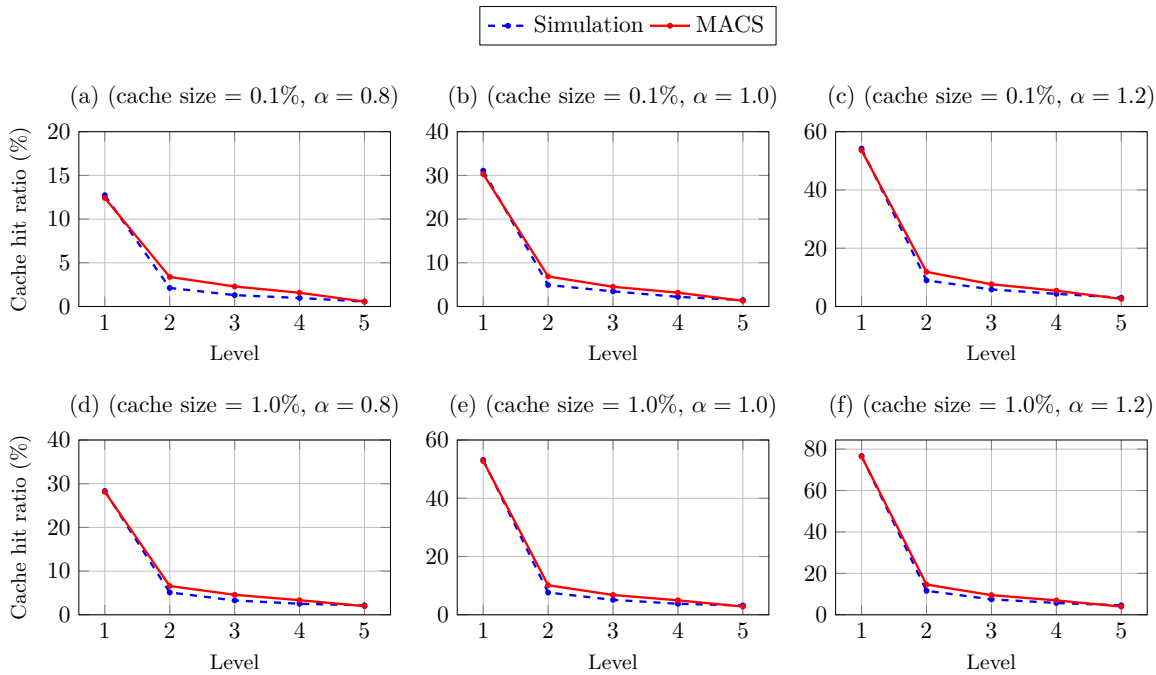 Simulation MACS
(a) (cache size = 0.1%, α = 0.8)
(b) (cache size = 0.1%, α = 1.0)
(c) (cache size = 0.1%, α = 1.2)
Cache hit ratio (%)
20
15
10
5
0
1 2 3 4 5
Level
40
30
20
10
0
1 2 3 4 5
Level
60
40
20
0
1 2 3 4 5
Level
(d) (cache size = 1.0%, α = 0.8)
(e) (cache size = 1.0%, α = 1.0)
(f) (cache size = 1.0%, α = 1.2)
Cache hit ratio (%)
40
30
20
10
0
1 2 3 4 5
Level
60
40
20
0
1 2 3 4 5
Level
80
60
40
20
0
1 2 3 4 5
Level